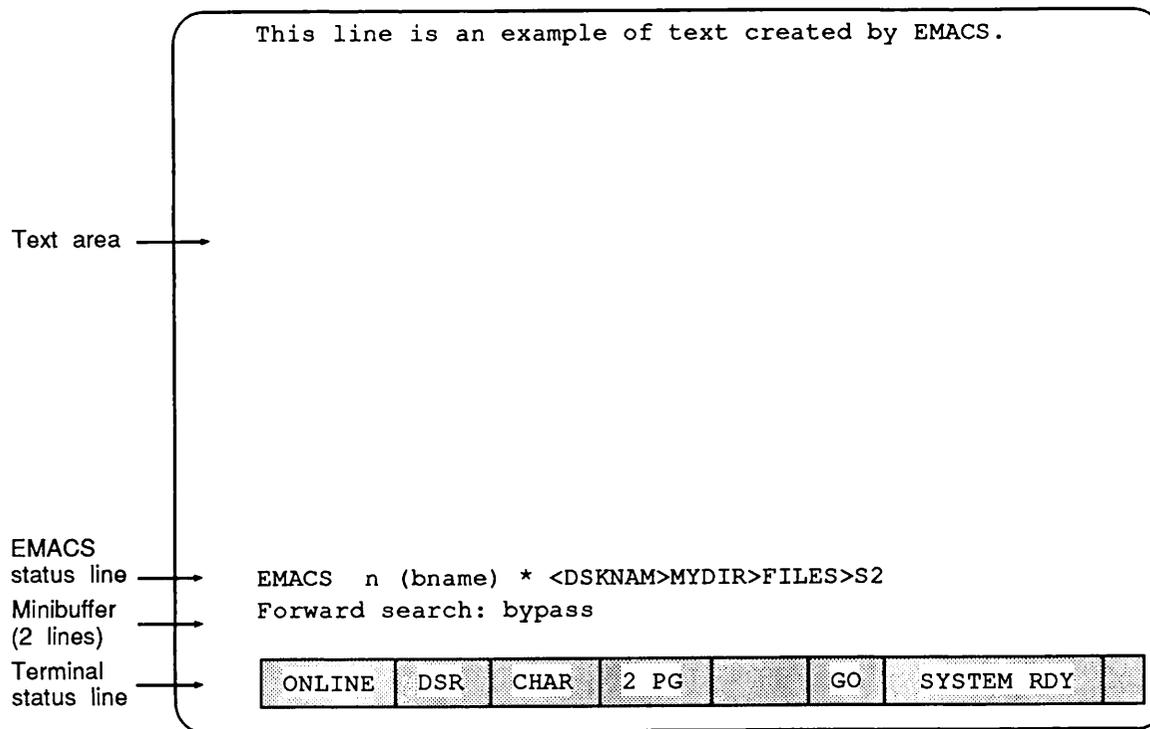 This line is an example of text created by EMACS.
Text area
EMACS
status line
EMACS  n (bname) * <DSKNAM>MYDIR>FILES>S2
Minibuffer
(2 lines)
Forward search: bypass
Terminal
status line
ONLINE DSR CHAR 2 PG GO SYSTEM RDY